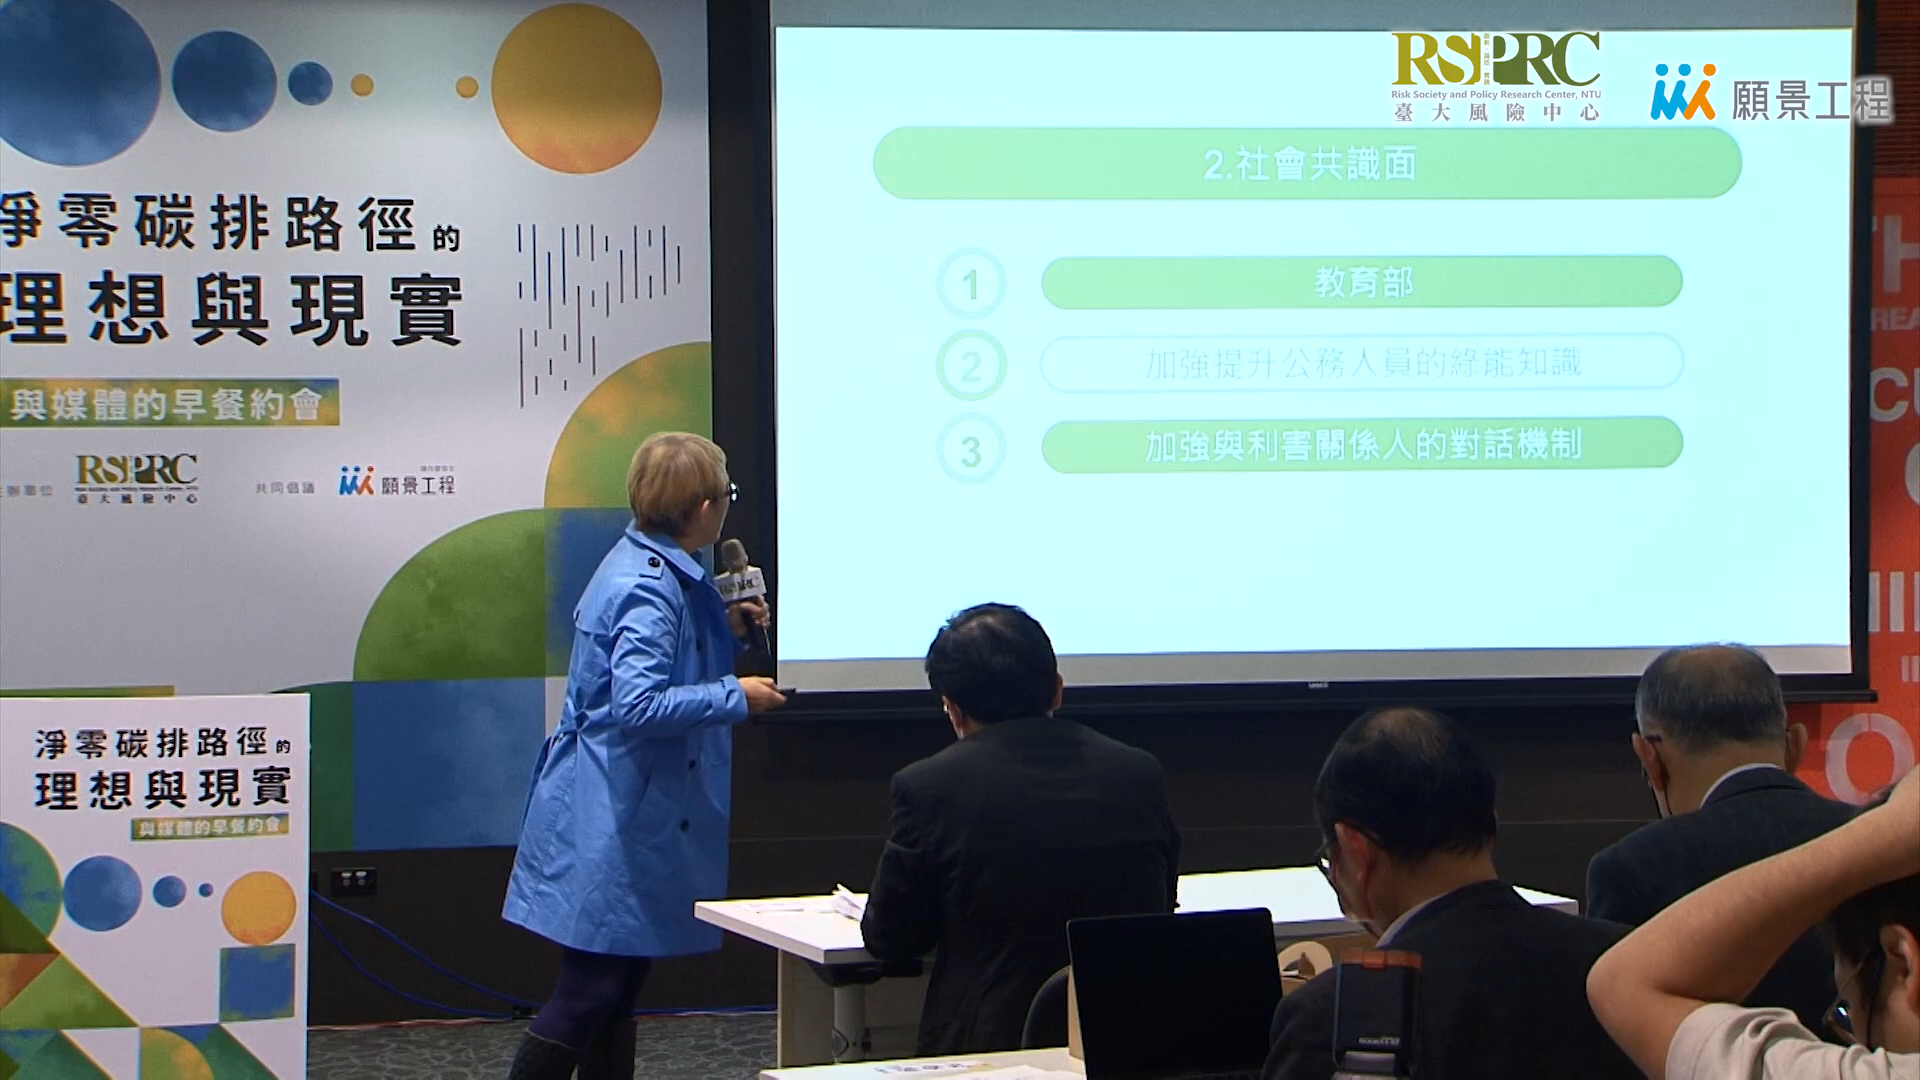 淨零碳排路徑的
理想與現實
與媒體的早餐約會
RSPRC
臺大風險中心
共同倡議
願景工程
RSPRC
Risk Society and Policy Research Center, NTU
臺大風險中心
願景工程
2.社會共識面
1
教育部
2
加強提升公務人員的綠能知識
3
加強與利害關係人的對話機制
淨零碳排路徑的
理想與現實
與媒體的早餐約會